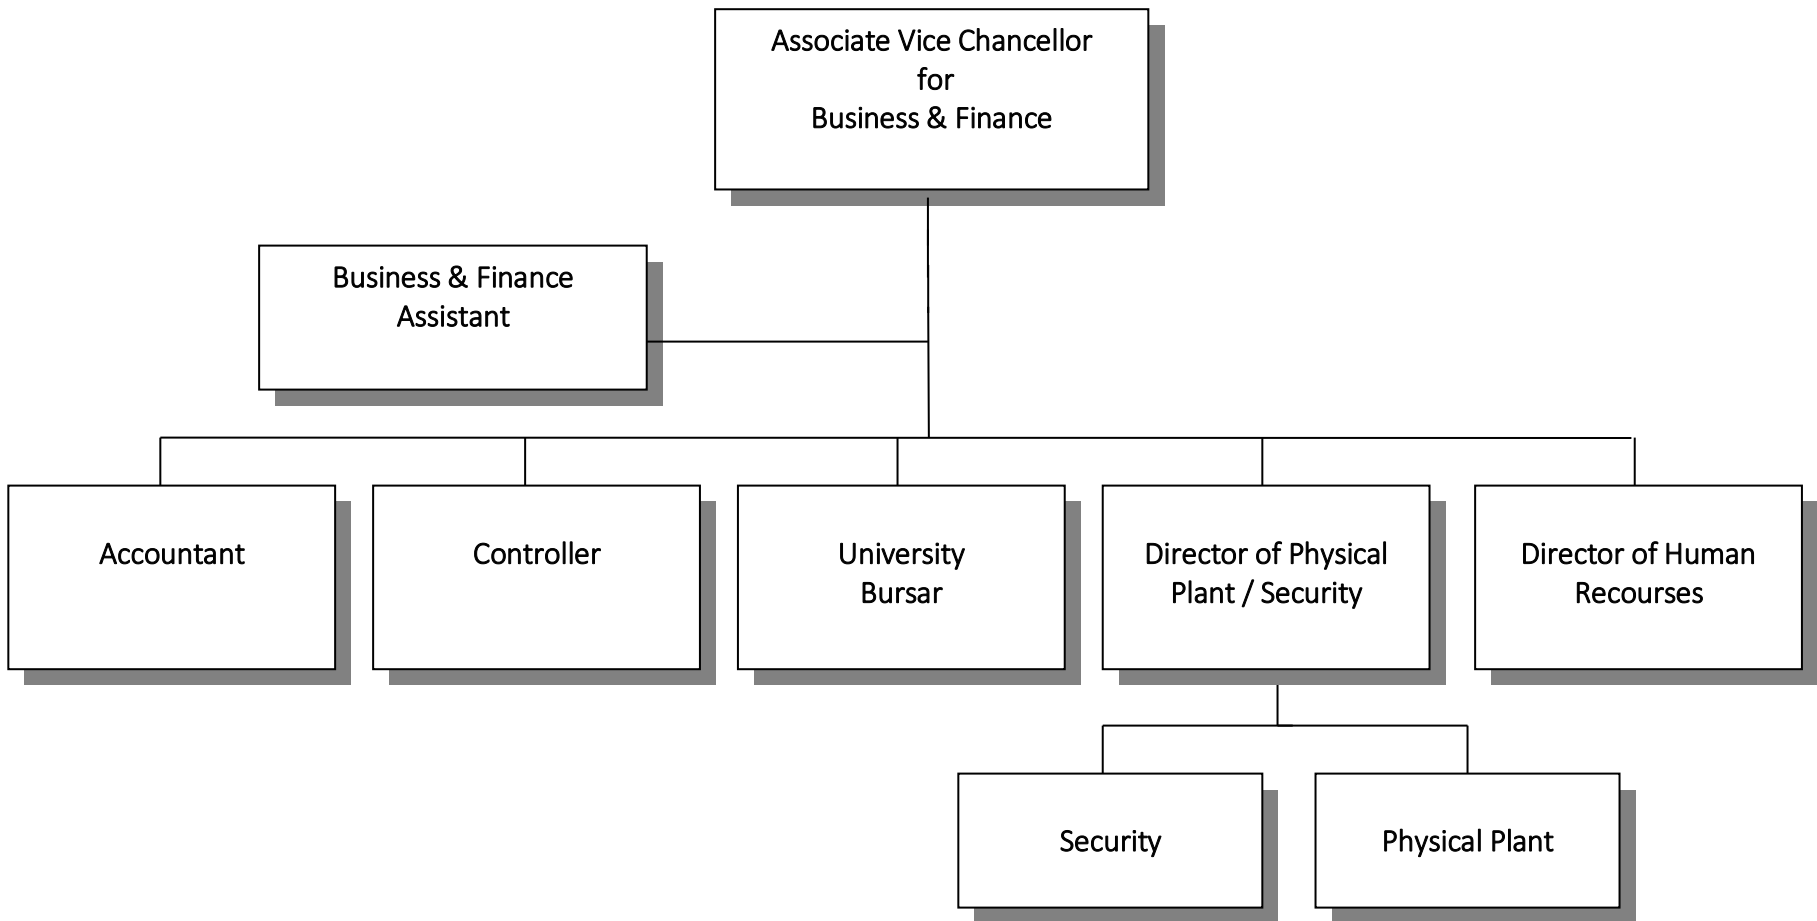 Associate Vice Chancellor
for
Business & Finance
Business & Finance
Assistant
Accountant
Controller
University
Bursar
Director of Physical
Plant / Security
Director of Human
Recourses
Security
Physical Plant